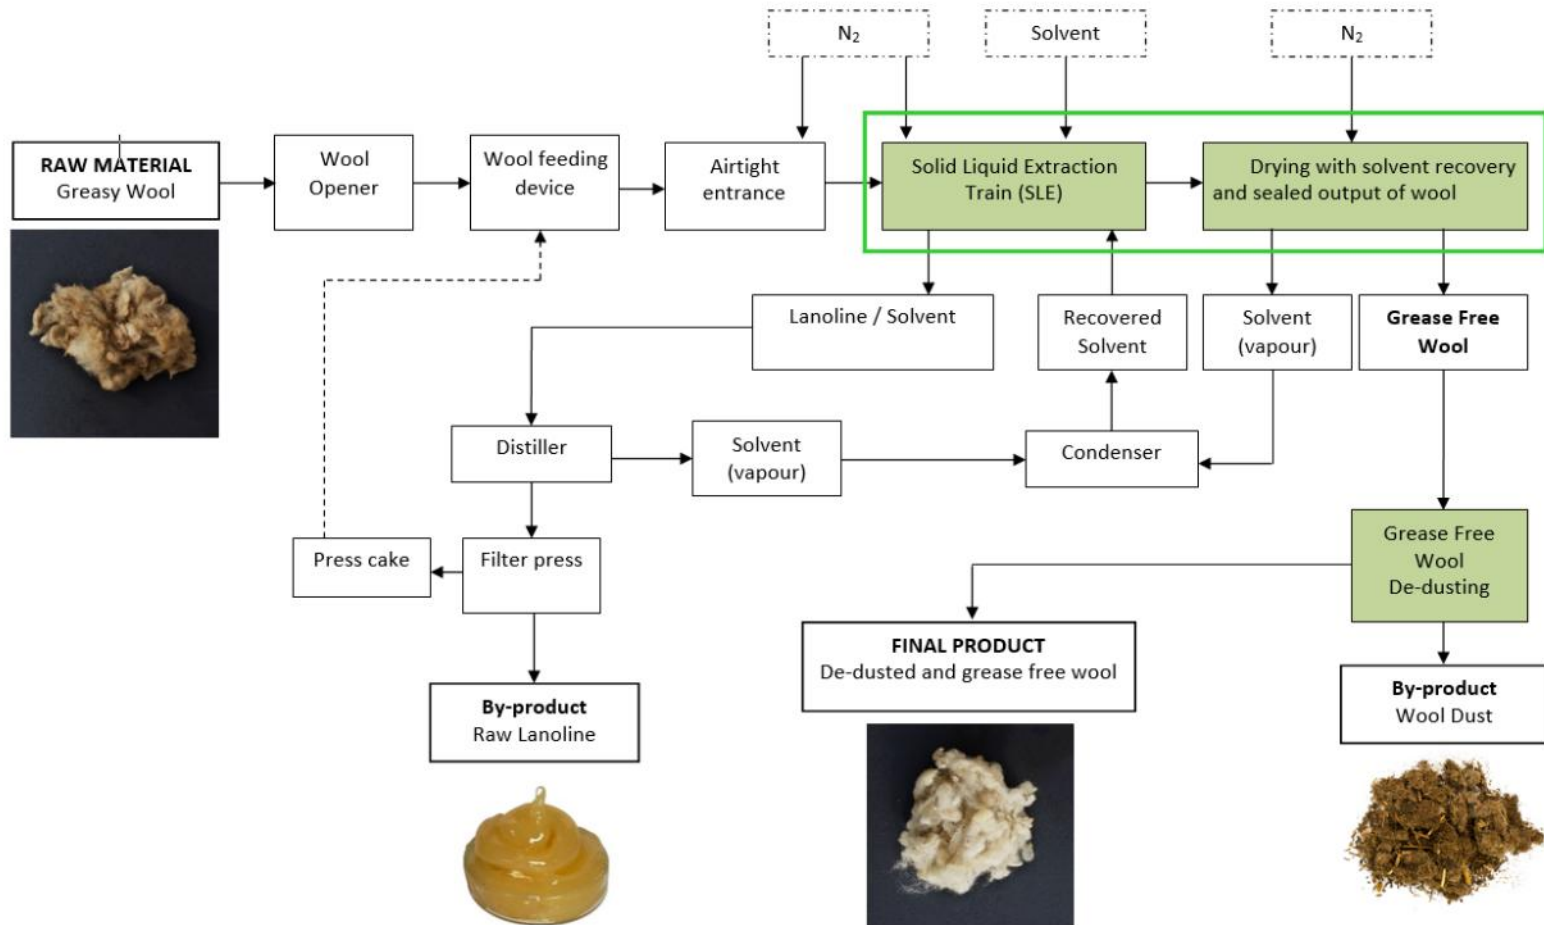 N₂
Solvent
N₂
RAW MATERIAL
Greasy Wool
Wool
Opener
Wool feeding
device
Airtight
entrance
Solid Liquid Extraction
Train (SLE)
Drying with solvent recovery
and sealed output of wool
Lanoline / Solvent
Recovered
Solvent
Solvent
(vapour)
Grease Free
Wool
Distiller
Solvent
(vapour)
Condenser
Press cake
Filter press
Grease Free
Wool
De-dusting
FINAL PRODUCT
De-dusted and grease free wool
By-product
Raw Lanoline
By-product
Wool Dust